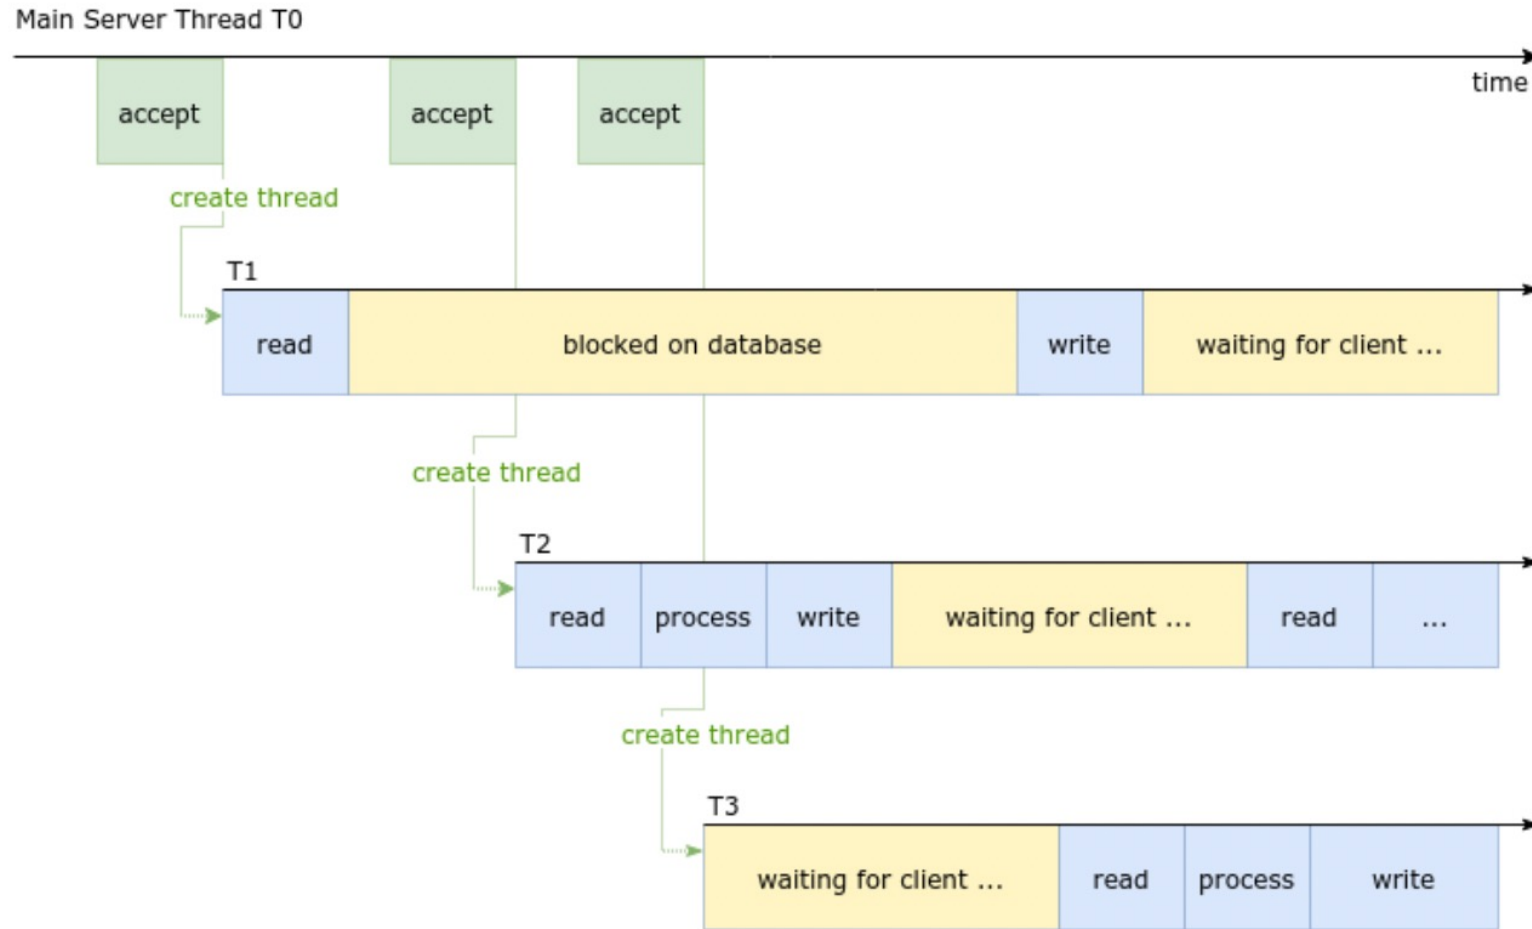 Main Server Thread T0
time
accept
accept
accept
create thread
T1
read
blocked on database
write
waiting for client ...
create thread
T2
read
process
write
waiting for client ...
read
...
create thread
T3
waiting for client ...
read
process
write